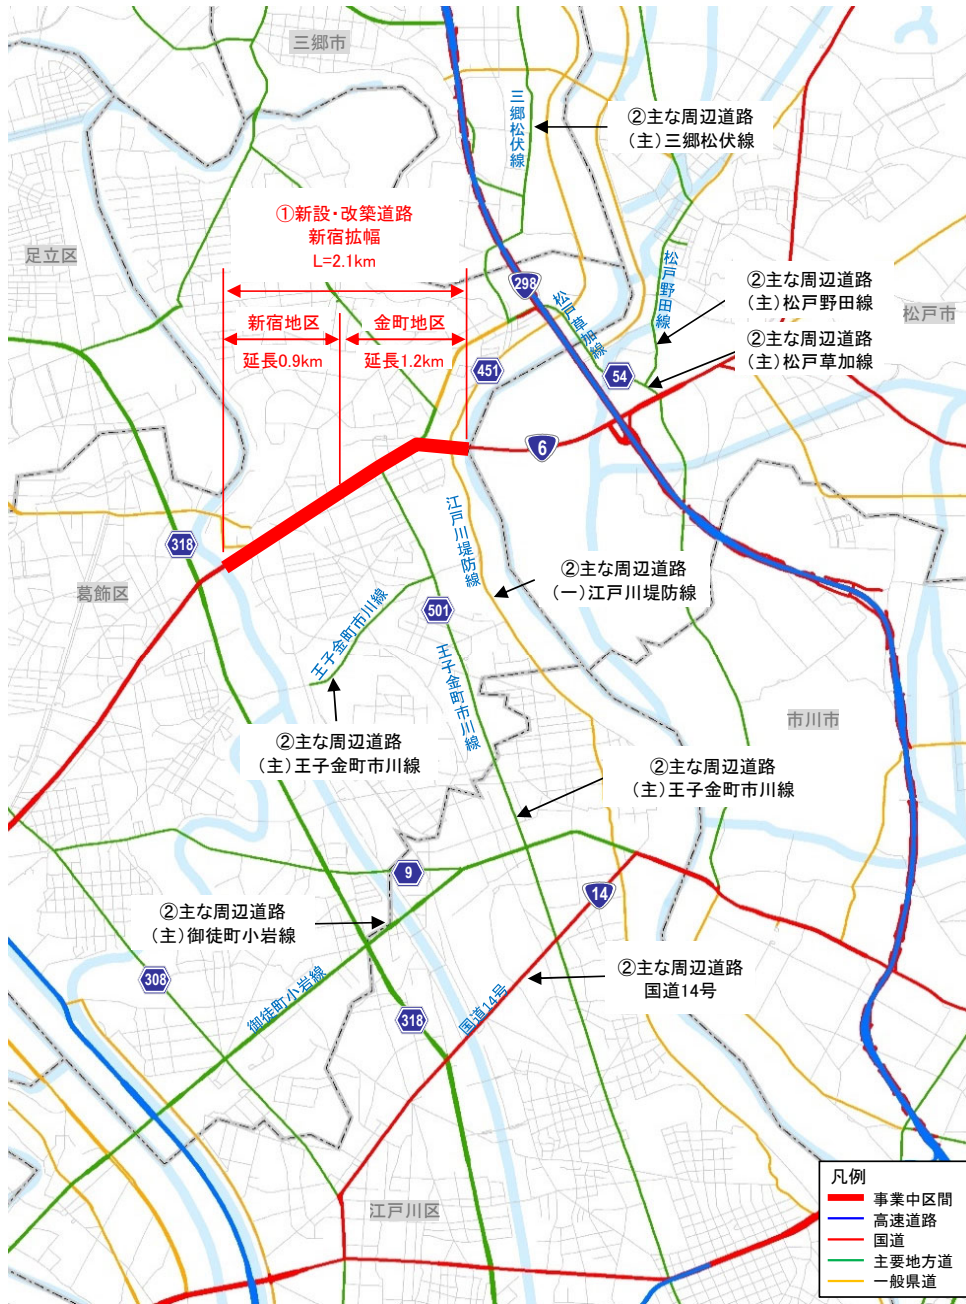 三郷市
三郷松伏線
②主な周辺道路
(主)三郷松伏線
①新設・改築道路
新宿拡幅
L=2.1km
足立区
298
松戸草加線
松戸野田線
②主な周辺道路
(主)松戸野田線
松戸市
新宿地区
延長0.9km
金町地区
延長1.2km
②主な周辺道路
(主)松戸草加線
451
54
6
318
江戸川堤防線
葛飾区
②主な周辺道路
(一)江戸川堤防線
501
王子金町市川線
王子金町市川線
市川市
②主な周辺道路
(主)王子金町市川線
②主な周辺道路
(主)王子金町市川線
9
14
②主な周辺道路
(主)御徒町小岩線
②主な周辺道路
国道14号
308
御徒町小岩線
国道14号
318
江戸川区
凡例
事業中区間
高速道路
国道
主要地方道
一般県道